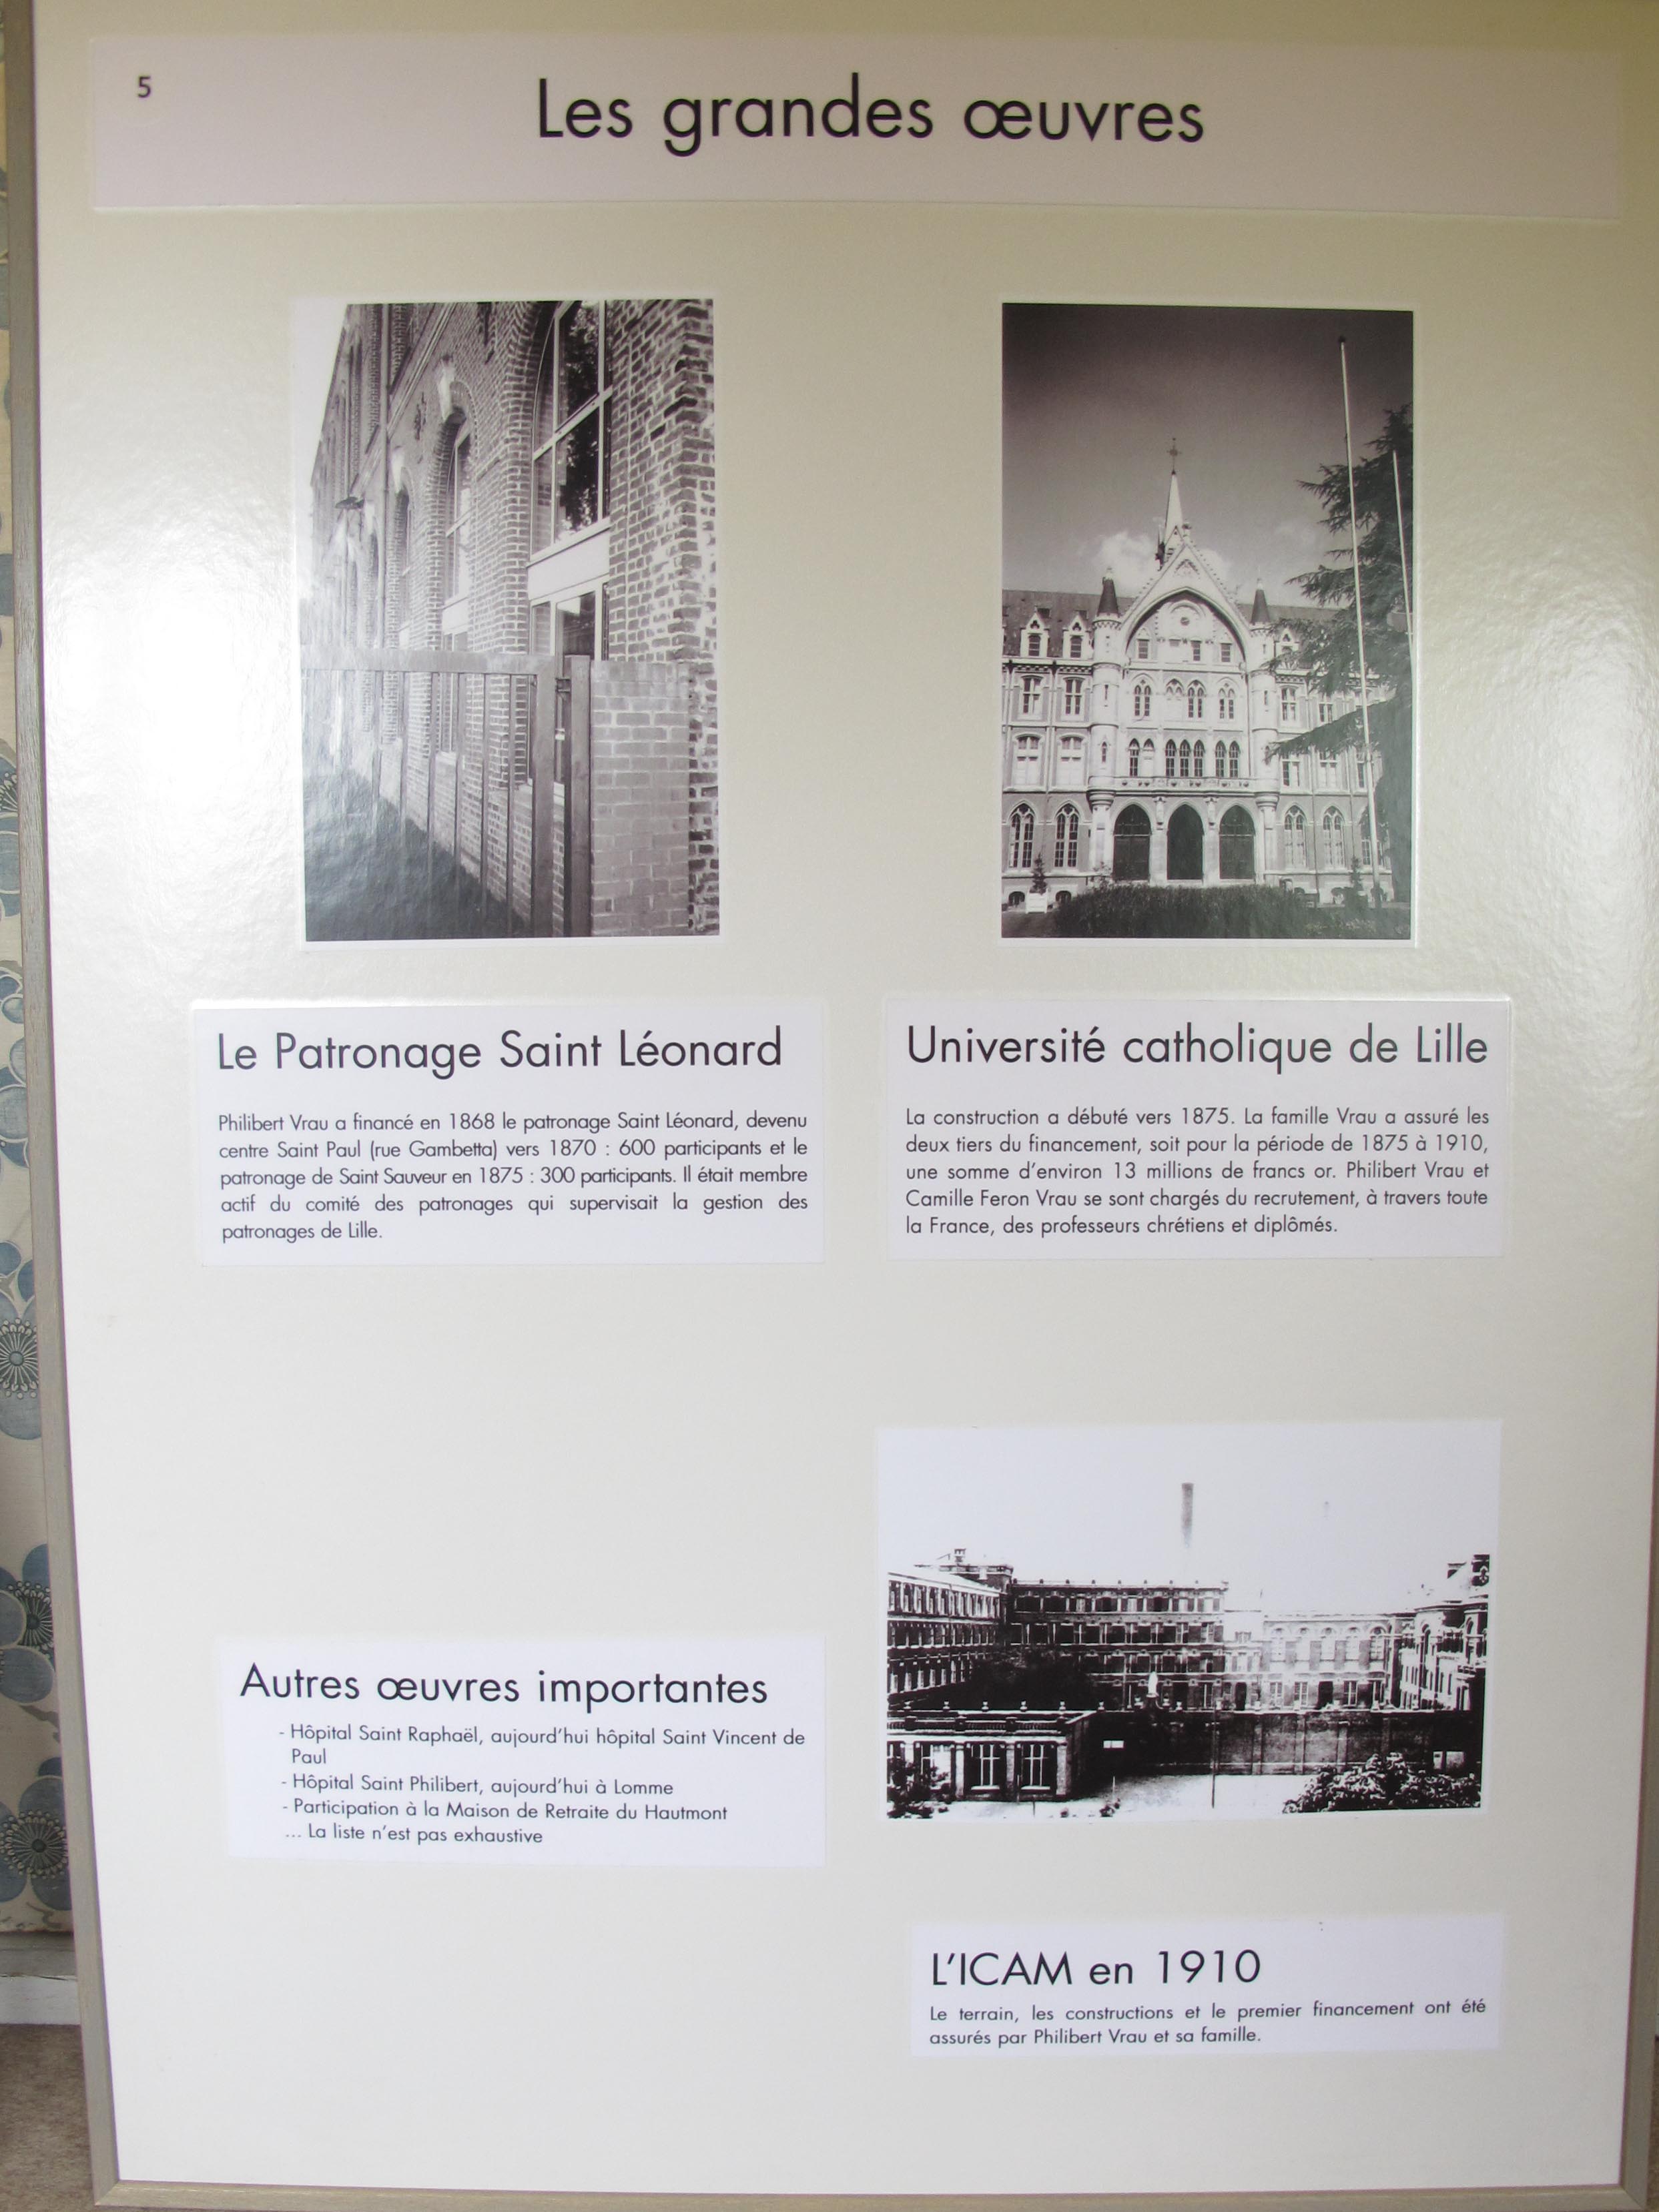 5
Les grandes œuvres
Le Patronage Saint Léonard
Philibert Vrau a financé en 1868 le patronage Saint Léonard, devenu
centre Saint Paul (rue Gambetta) vers 1870 : 600 participants et le
patronage de Saint Sauveur en 1875 : 300 participants. Il était membre
actif du comité des patronages qui supervisait la gestion des
patronages de Lille.
Université catholique de Lille
La construction a débuté vers 1875. La famille Vrau a assuré les
deux tiers du financement, soit pour la période de 1875 à 1910,
une somme d'environ 13 millions de francs or. Philibert Vrau et
Camille Feron Vrau se sont chargés du recrutement, à travers toute
la France, des professeurs chrétiens et diplômés.
Autres œuvres importantes
- Hôpital Saint Raphaël, aujourd'hui hôpital Saint Vincent de
Paul
- Hôpital Saint Philibert, aujourd'hui à Lomme
- Participation à la Maison de Retraite du Hautmont
... La liste n'est pas exhaustive
L'ICAM en 1910
Le terrain, les constructions et le premier financement ont été
assurés par Philibert Vrau et sa famille.